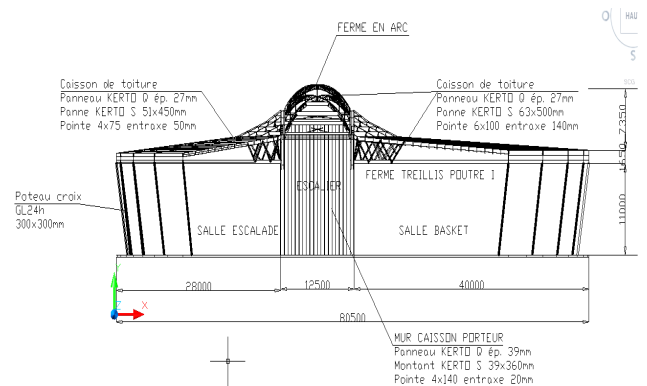 HAU
S
SCG
FERME EN ARC
Caisson de toiture
Panneau KERTO Q ép. 27mm
Panne KERTO S 51x450mm
Pointe 4x75 entraxe 50mm
Caisson de toiture
Panneau KERTO Q ép. 27mm
Panne KERTO S 63x500mm
Pointe 6x100 entraxe 140mm
7350
1650
11000
Poteau croix
GL24h
300x300mm
ESCALIER
FERME TREILLIS POUTRE I
SALLE ESCALADE
SALLE BASKET
28000
12500
40000
80500
Z
X
MUR CAISSON PORTEUR
Panneau KERTO Q ép. 39mm
Montant KERTO S 39x360mm
Pointe 4x140 entraxe 20mm